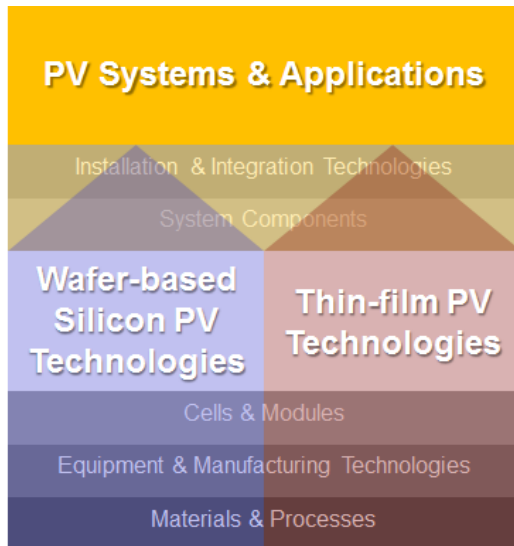 PV Systems & Applications
Installation & Integration Technologies
System Components
Wafer-based
Silicon PV
Technologies
Thin-film PV
Technologies
Cells & Modules
Equipment & Manufacturing Technologies
Materials & Processes